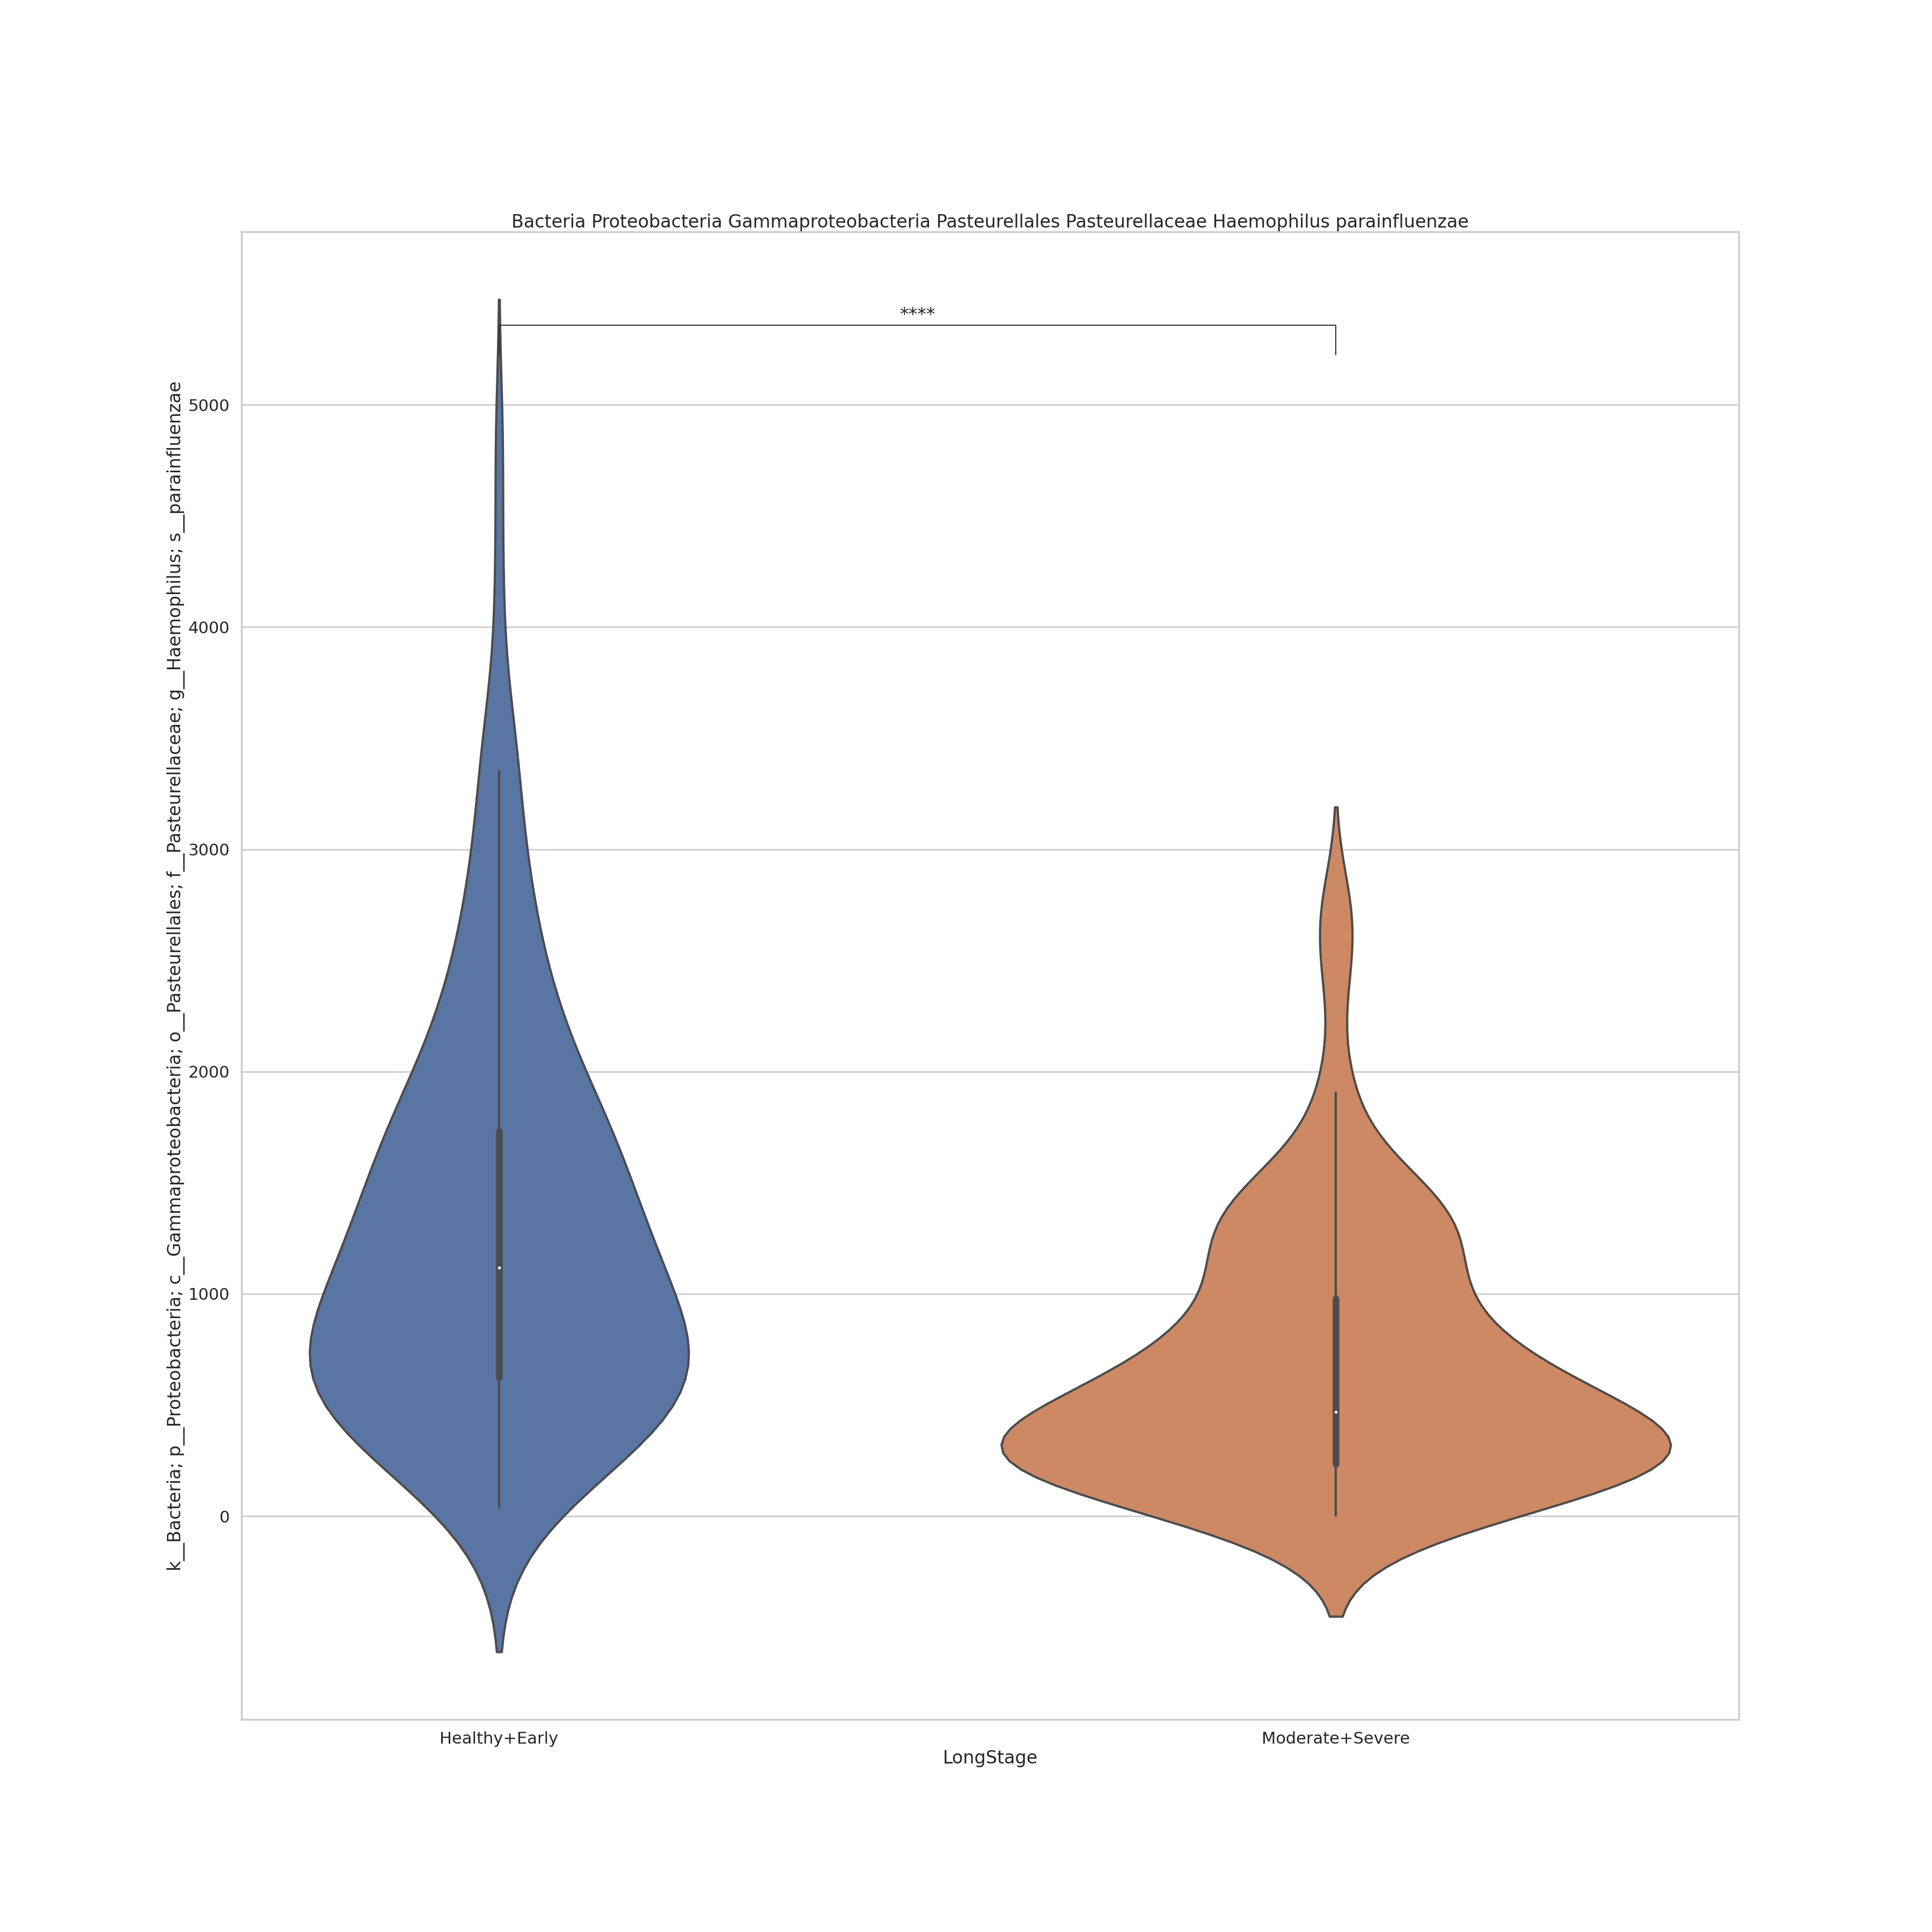 Bacteria Proteobacteria Gammaproteobacteria Pasteurellales Pasteurellaceae Haemophilus parainfluenzae
****
k__Bacteria; p__Proteobacteria; c__Gammaproteobacteria; o__Pasteurellales; f__Pasteurellaceae; g__Haemophilus; s__parainfluenzae
5000
4000
3000
2000
1000
0
Healthy+Early
Moderate+Severe
LongStage